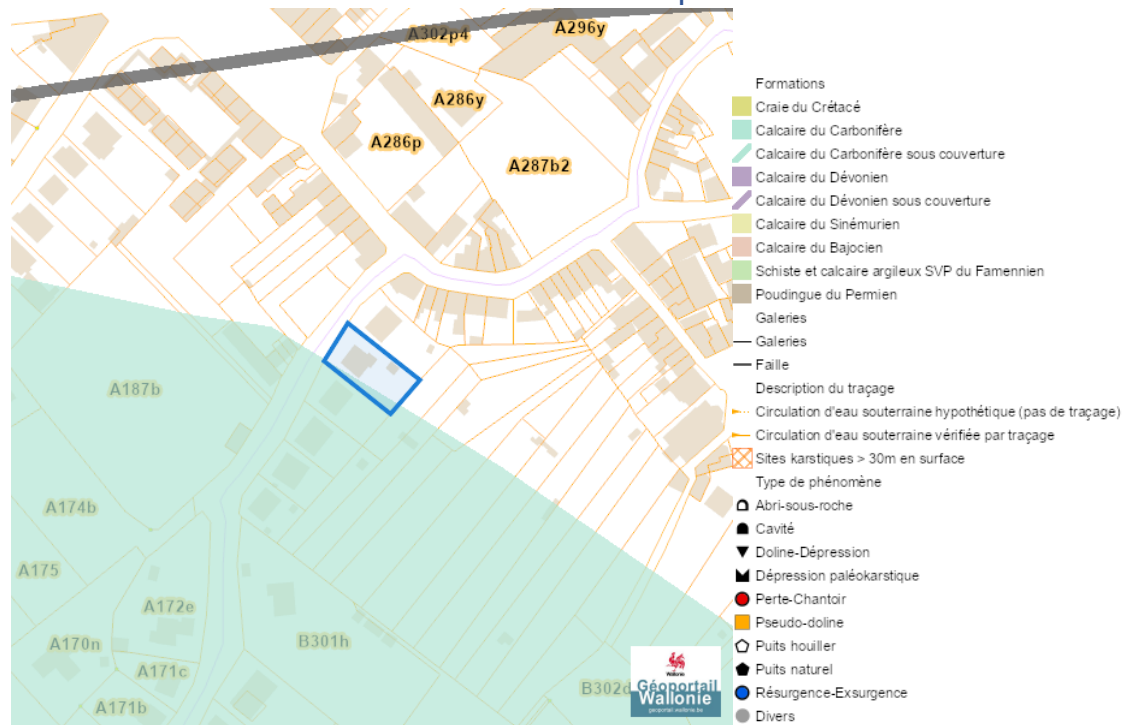 A302p4
A296y
A286y
A286p
A287b2
A187b
A174b
A175
A172e
A170n
A171c
A171b
B301h
B302d
Wallonie
Géoportail
Wallonie
geoportail.wallonie.be
Formations
Craie du Crétacé
Calcaire du Carbonifère
Calcaire du Carbonifère sous couverture
Calcaire du Dévonien
Calcaire du Dévonien sous couverture
Calcaire du Sinémurien
Calcaire du Bajocien
Schiste et calcaire argileux SVP du Famennien
Poudingue du Permien
Galeries
Galeries
Faille
Description du traçage
Circulation d'eau souterraine hypothétique (pas de traçage)
Circulation d'eau souterraine vérifiée par traçage
Sites karstiques > 30m en surface
Type de phénomène
Abri-sous-roche
Cavité
Doline-Dépression
Dépression paléokarstique
Perte-Chantoir
Pseudo-doline
Puits houiller
Puits naturel
Résurgence-Exsurgence
Divers